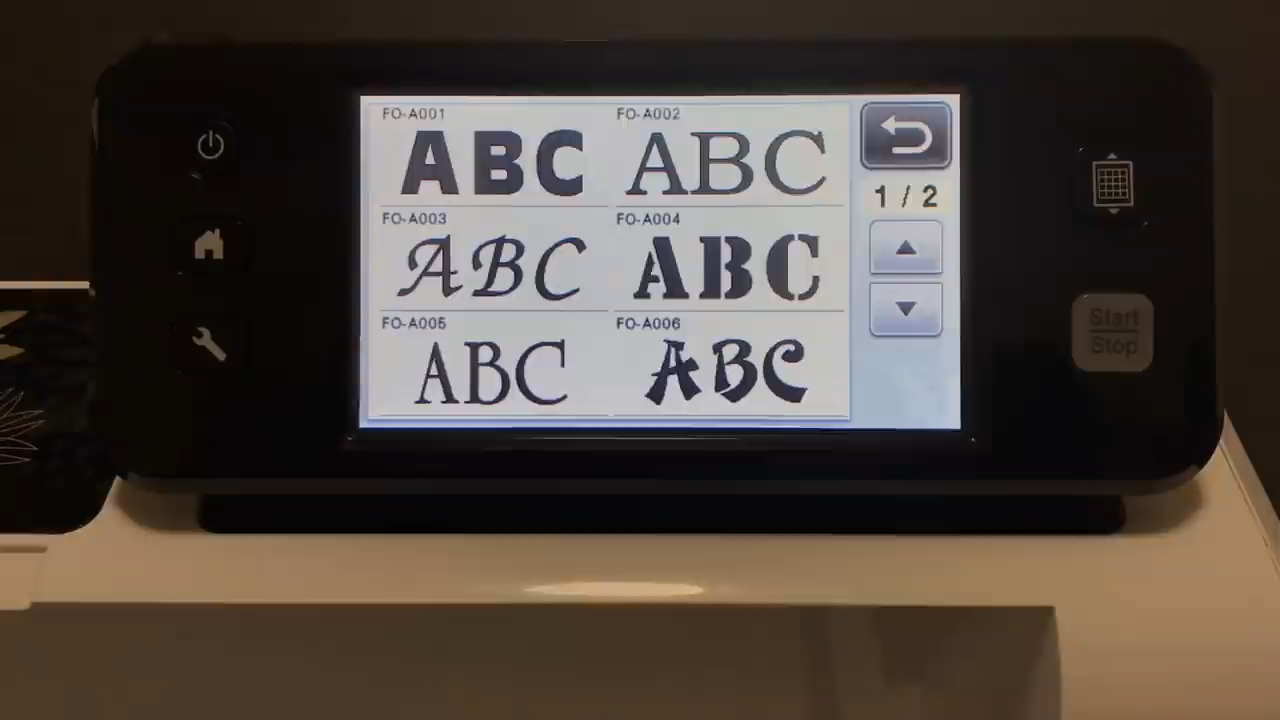 FO-A001 FO-A002
ABC ABC
1 / 2
FO-A003 FO-A004
ABC ABC
FO-A005 FO-A006
ABC ABC
Start
Stop